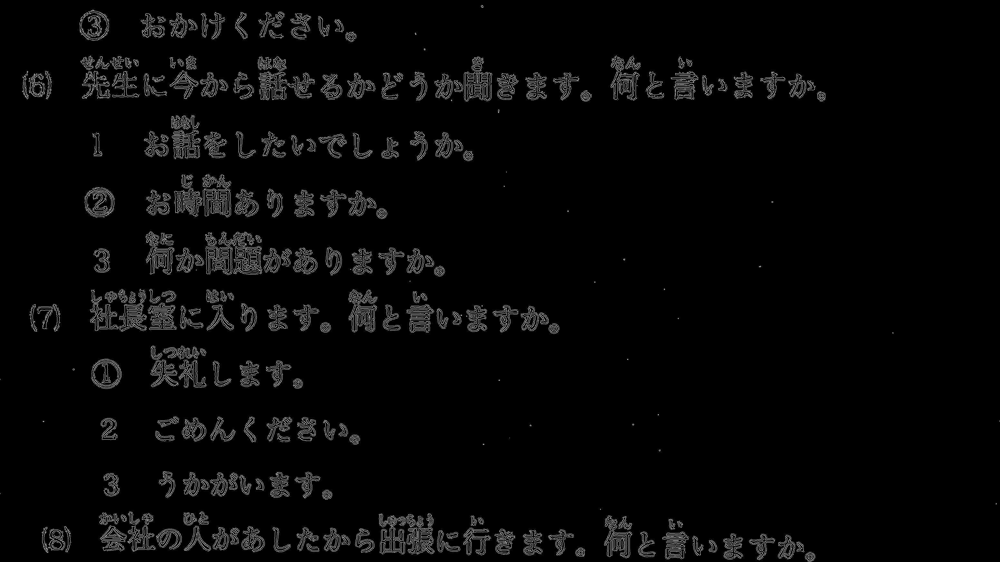 ③ おかけください。
せんせい いま はな き なん い
(6) 先生に今から話せるかどうか聞きます。何と言いますか。
はなし
1 お話をしたいでしょうか。
じ かん
② お時間ありますか。
なに もんだい
3 何か問題がありますか。
しゃちょうしつ はい なん い
(7) 社長室に入ります。何と言いますか。
しつれい
① 失礼します。
2 ごめんください。
3 うかがいます。
かいしゃ ひと しゅっちょう い なん い
(8) 会社の人があしたから出張に行きます。何と言いますか。